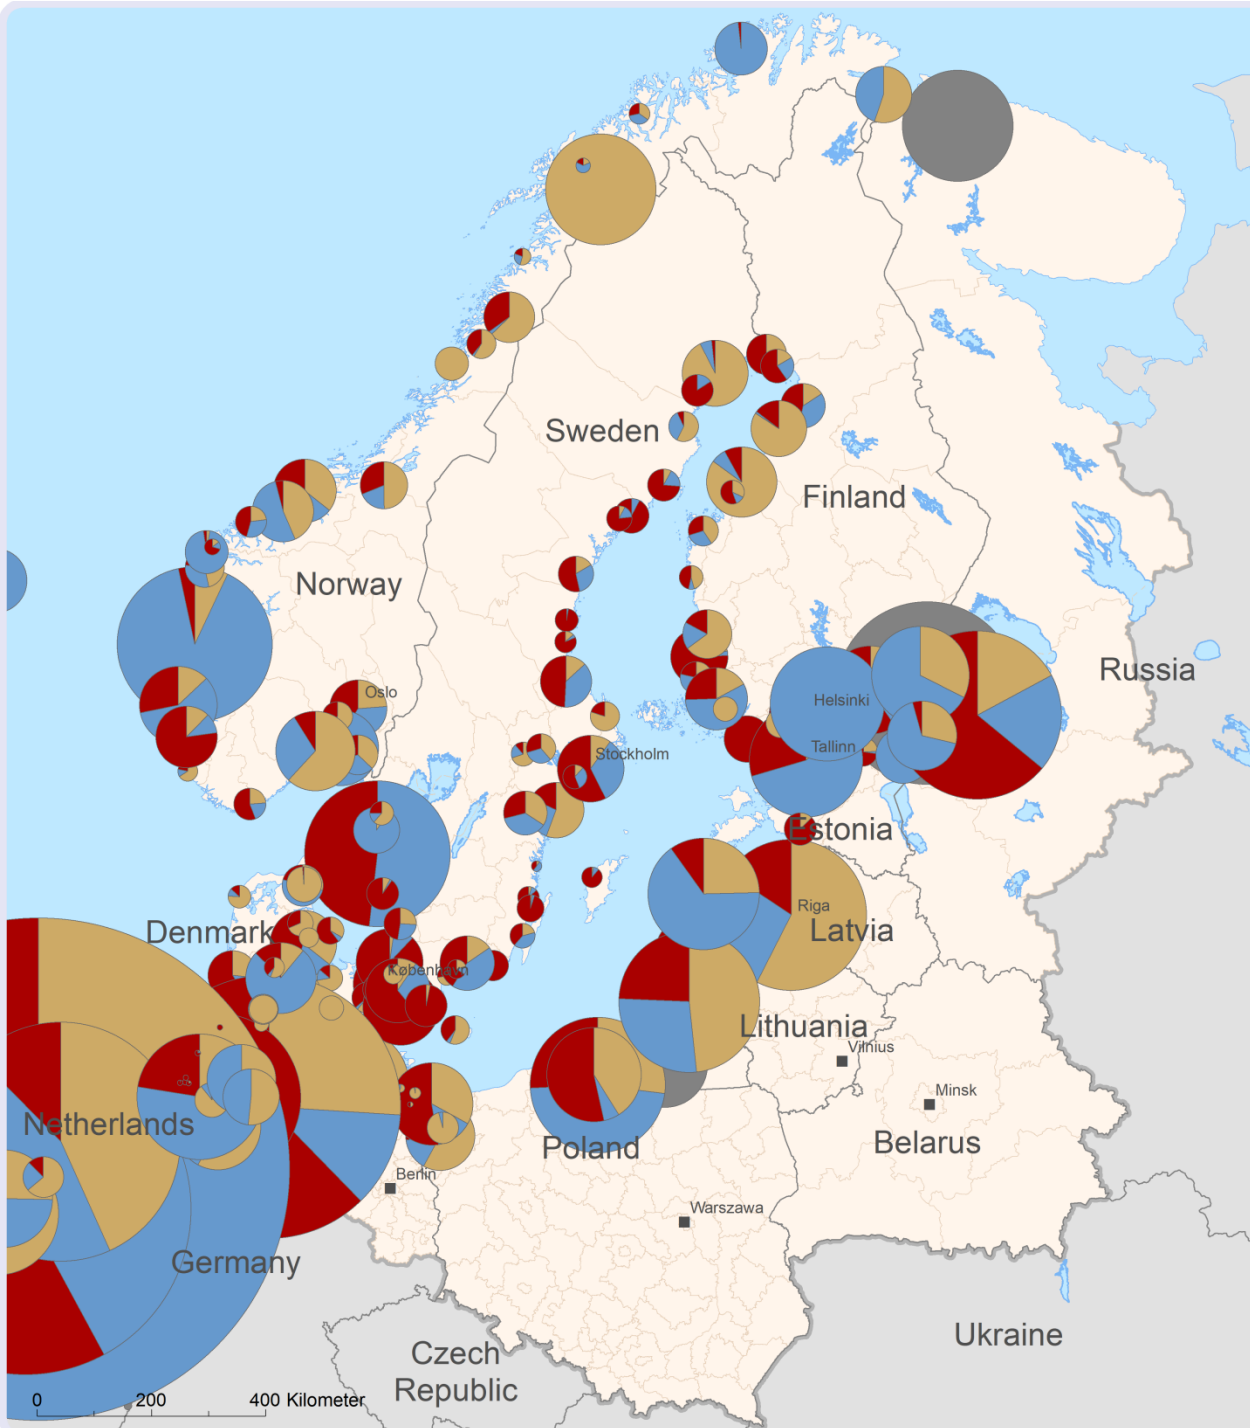 Sweden
Finland
Norway
Oslo
Helsinki
Russia
Stockholm
Tallinn
Estonia
Riga
Latvia
Denmark
København
Lithuania
Vilnius
Minsk
Netherlands
Poland
Belarus
Berlin
Warszawa
Germany
Ukraine
Czech
Republic
0 200 400 Kilometer